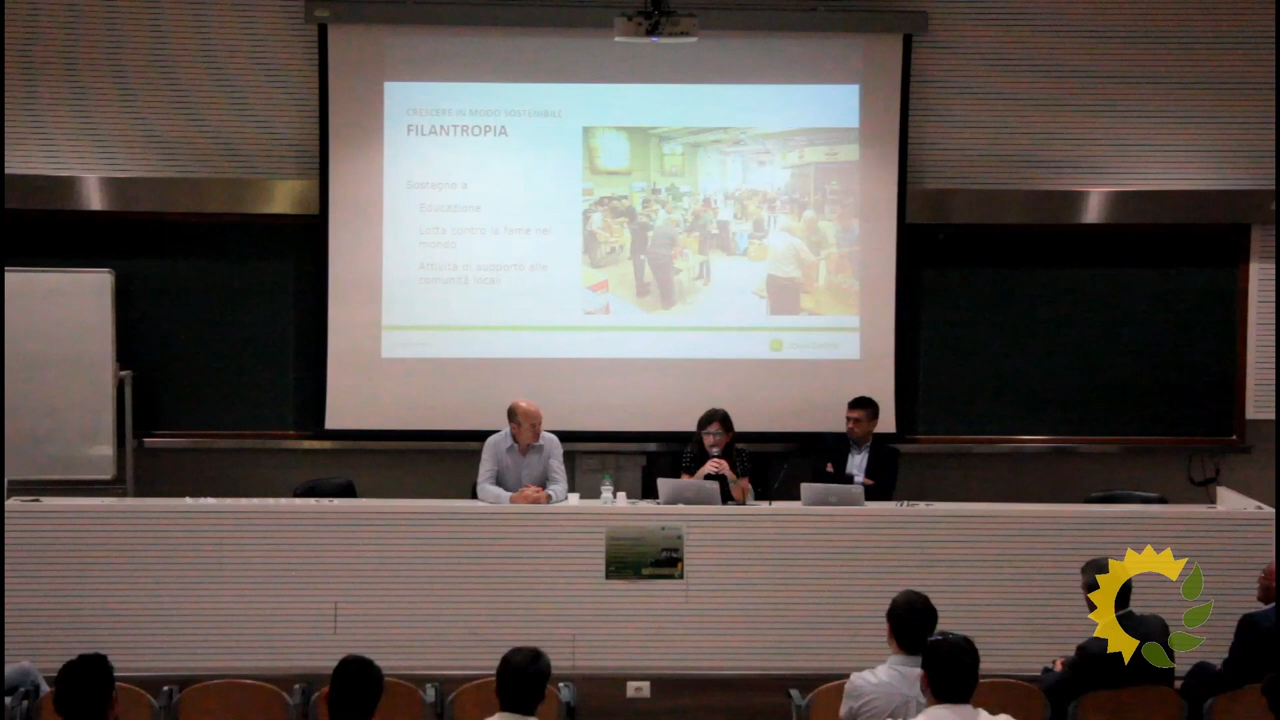 CRESCERE IN MODO SOSTENIBILE
FILANTROPIA
Sostegno a
Educazione
Lotta contro la fame nel
mondo
Attività di supporto alle
comunità locali